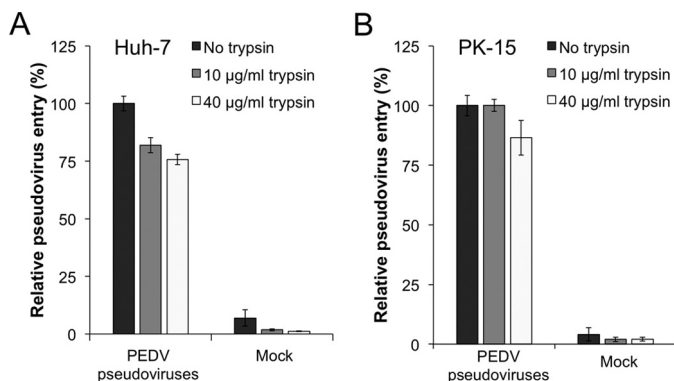 A
Huh-7
No trypsin
10 µg/ml trypsin
40 µg/ml trypsin
Relative pseudovirus entry (%)
125
100
75
50
25
0
PEDV
pseudoviruses
Mock
B
PK-15
No trypsin
10 µg/ml trypsin
40 µg/ml trypsin
Relative pseudovirus entry (%)
125
100
75
50
25
0
PEDV
pseudoviruses
Mock